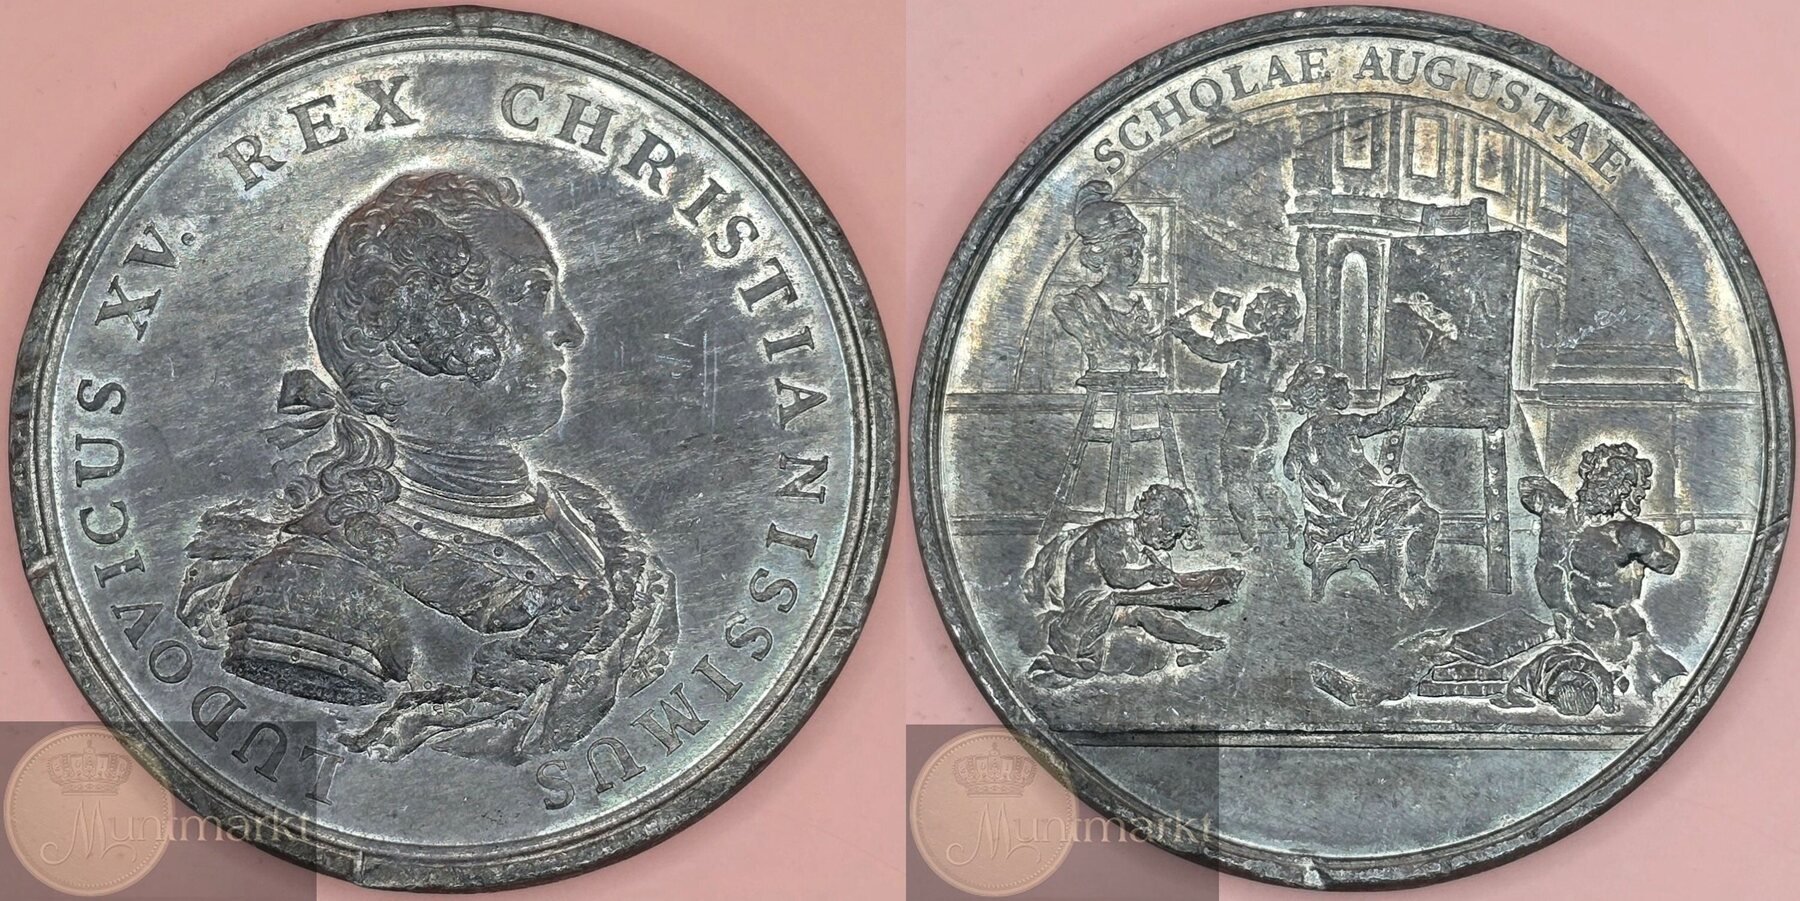 LUDOVICUS XV. REX CHRISTIANISSIMUS
SCHOLAE AUGUSTAE
Muntmarkt
Muntmarkt